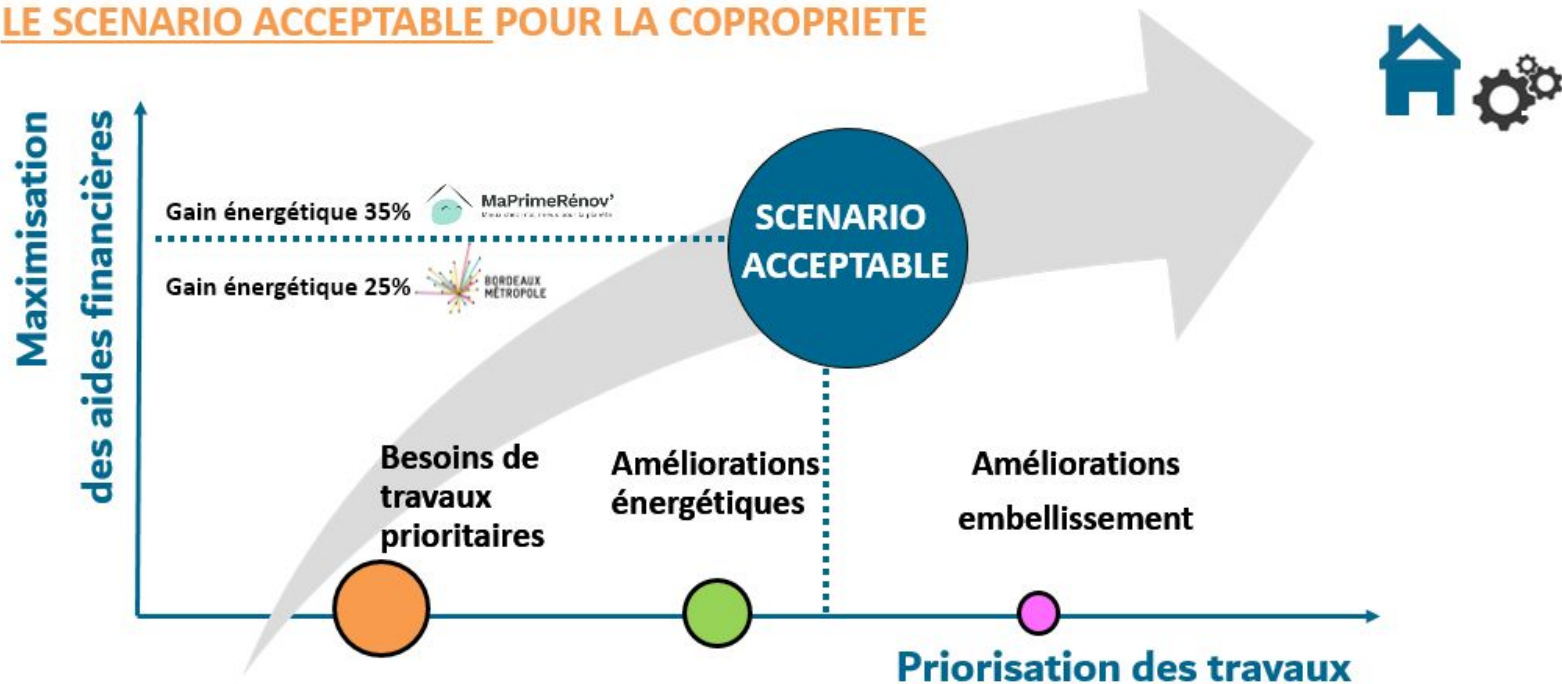 LE SCENARIO ACCEPTABLE POUR LA COPROPRIETE
Maximisation
des aides financières
Gain énergétique 35%
MaPrimeRénov'
Gain énergétique 25%
BORDEAUX
MÉTROPOLE
SCENARIO
ACCEPTABLE
Besoins de
travaux
prioritaires
Améliorations
énergétiques
Améliorations
embellissement
Priorisation des travaux